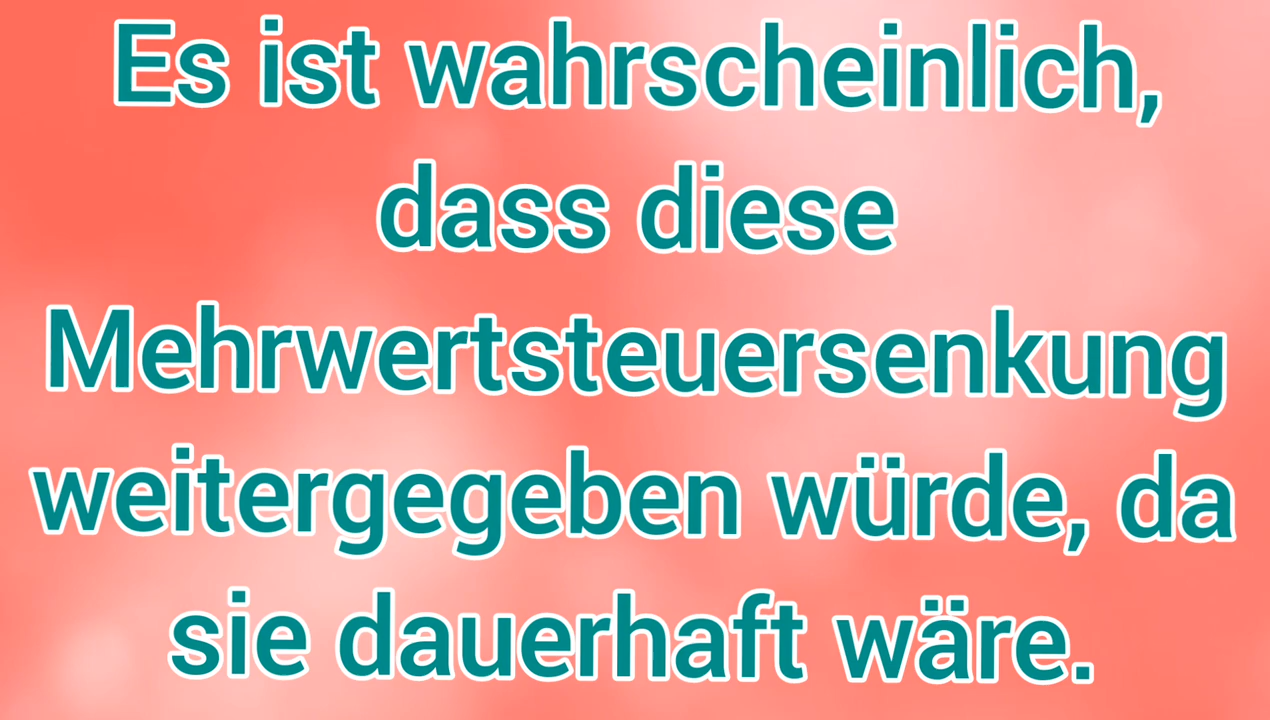 Es ist wahrscheinlich,
dass diese
Mehrwertsteuersenkung
weitergegeben würde, da
sie dauerhaft wäre.